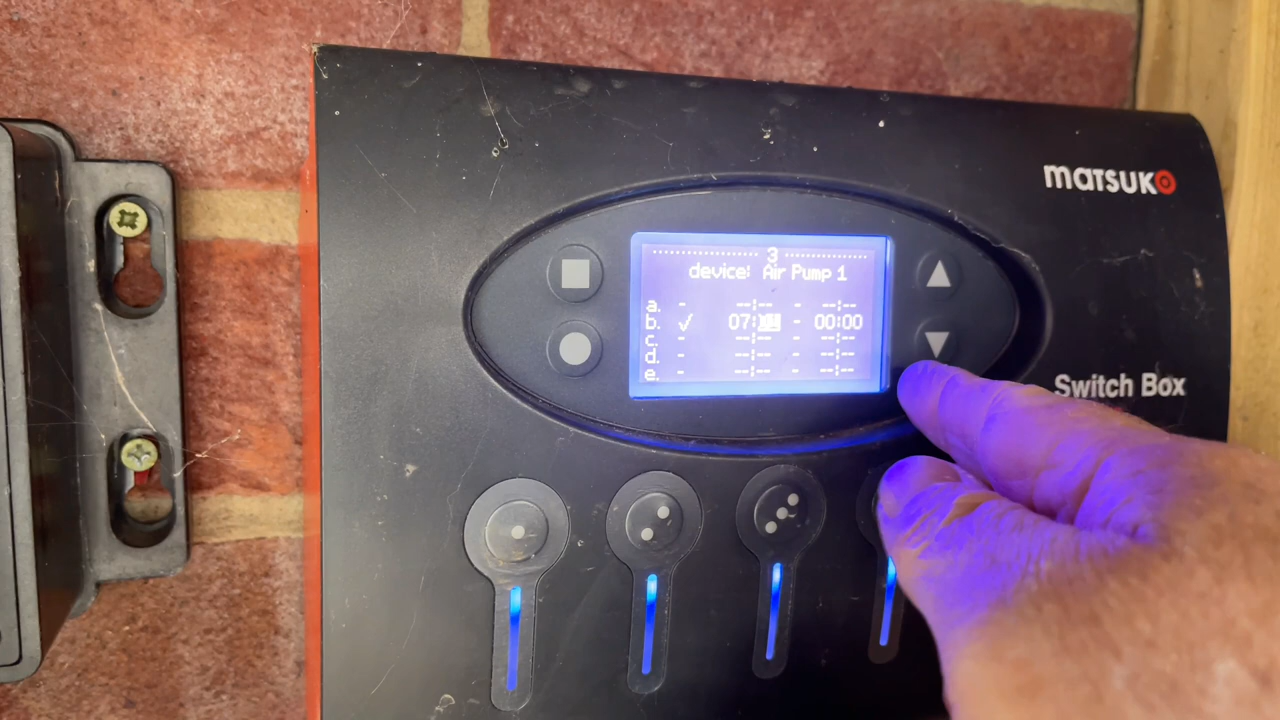 matsuko
3
device: Air Pump 1
a. - --:-- - --:--
b. ✓ 07: - 00:00
c. - --:-- - --:--
d. - --:-- - --:--
e. - --:-- - --:--
Switch Box